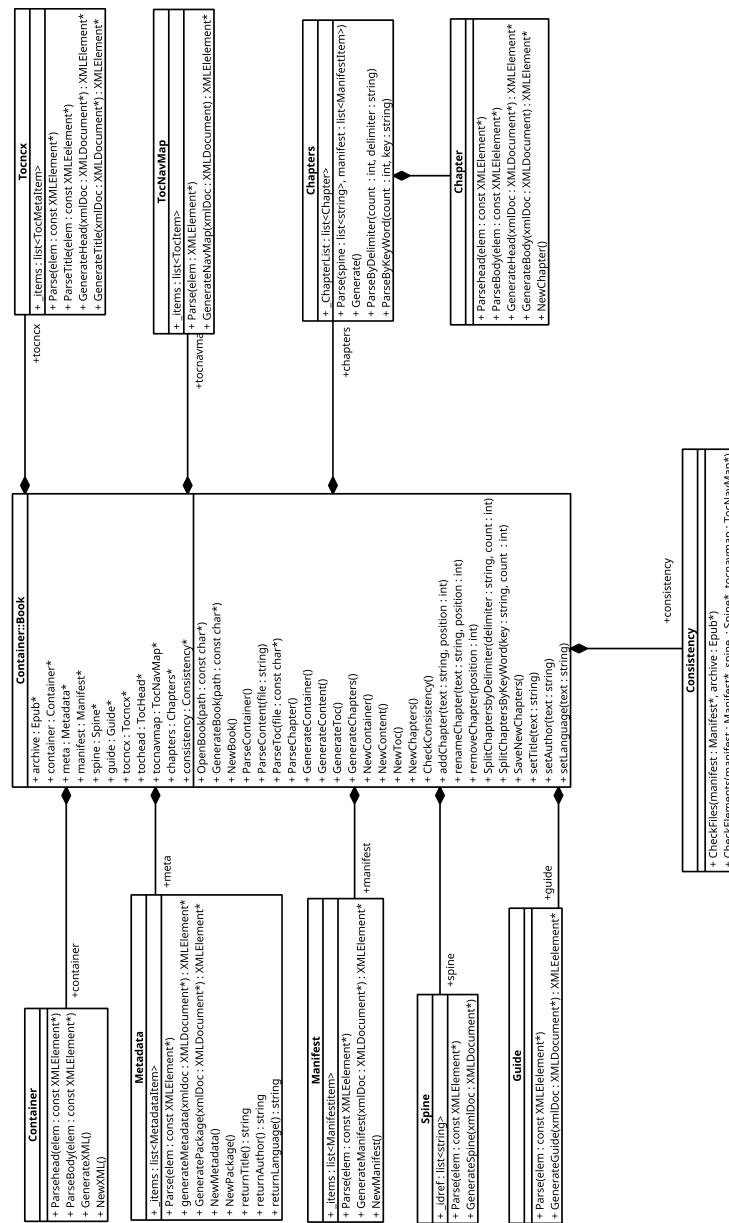 Tocncx
+ _items : list<TocMetaItem>
+ Parse(elem : const XMLElement*)
+ ParseTitle(elem : const XMLEelement*)
+ GenerateHead(xmlDoc : XMLDocument*) : XMLElement*
+ GenerateTitle(xmlDoc : XMLDocument*) : XMLElement*
+tocncx
TocNavMap
+ _items : list<TocItem>
+ Parse(elem : XMLElement*)
+ GenerateNavMap(xmlDoc : XMLDocument) : XMLElelement*
+tocnavma
Chapters
+ _ChapterList : list<Chapter>
+ Parse(spine : list<string>, manifest : list<ManifestItem>)
+ Generate()
+ ParseByDelimiter(count : int, delimiter : string)
+ ParseByKeyWord(count : int, key : string)
+chapters
Chapter
+ Parsehead(elem : const XMLElement*)
+ ParseBody(elem : const XMLElelement*)
+ GenerateHead(xmlDoc : XMLDocument*) : XMLElement*
+ GenerateBody(xmlDoc : XMLDocument) : XMLElement*
+ NewChapter()
Container::Book
+ archive : Epub*
+ container : Container*
+ meta : Metadata*
+ manifest : Manifest*
+ spine : Spine*
+ guide : Guide*
+ tocncx : Tocncx*
+ tochead : TocHead*
+ tocnavmap : TocNavMap*
+ chapters : Chapters*
+ consistency : Consistency*
+ OpenBook(path : const char*)
+ GenerateBook(path : const char*)
+ NewBook()
+ ParseContainer()
+ ParseContent(file : string)
+ ParseToc(file : const char*)
+ ParseChapter()
+ GenerateContainer()
+ GenerateContent()
+ GenerateToc()
+ GenerateChapters()
+ NewContainer()
+ NewContent()
+ NewToc()
+ NewChapters()
+ CheckConsistency()
+ addChapter(text : string, position : int)
+ renameChapter(text : string, position : int)
+ removeChapter(position : int)
+ SplitChaptersbyDelimiter(delimiter : string, count : int)
+ SplitChaptersByKeyWord(key : string, count : int)
+ SaveNewChapters()
+ setTitle(text : string)
+ setAuthor(text : string)
+ setLanguage(text : string)
+consistency
Consistency
+ CheckFiles(manifest : Manifest*, archive : Epub*)
+ CheckElements(manifest : Manifest*, spine : Spine*, tocnavmap : TocNavMap*)
+container
Container
+ Parsehead(elem : const XMLElement*)
+ ParseBody(elem : const XMLElement*)
+ GenerateXML()
+ NewXML()
+meta
Metadata
+ _items : list<MetadataItem>
+ Parse(elem : const XMLElement*)
+ generateMetadata(xmldoc : XMLDocument*) : XMLElement*
+ GeneratePackage(xmlDoc : XMLDocument*) : XMLElement*
+ NewMetadata()
+ NewPackage()
+ returnTitle() : string
+ returnAuthor() : string
+ returnLanguage() : string
+manifest
Manifest
+ _items : list<Manifestitem>
+ Parse(elem : const XMLEelement*)
+ GenerateManifest(xmlDoc : XMLDocument*) : XMLElement*
+ NewManifest()
+spine
Spine
+ _idref : list<string>
+ Parse(elem : const XMLEelement*)
+ GenerateSpine(xmlDoc : XMLDocument*)
+guide
Guide
+ Parse(elem : const XMLElelement*)
+ GenerateGuide(xmlDoc : XMLDocument*) : XMLElement*